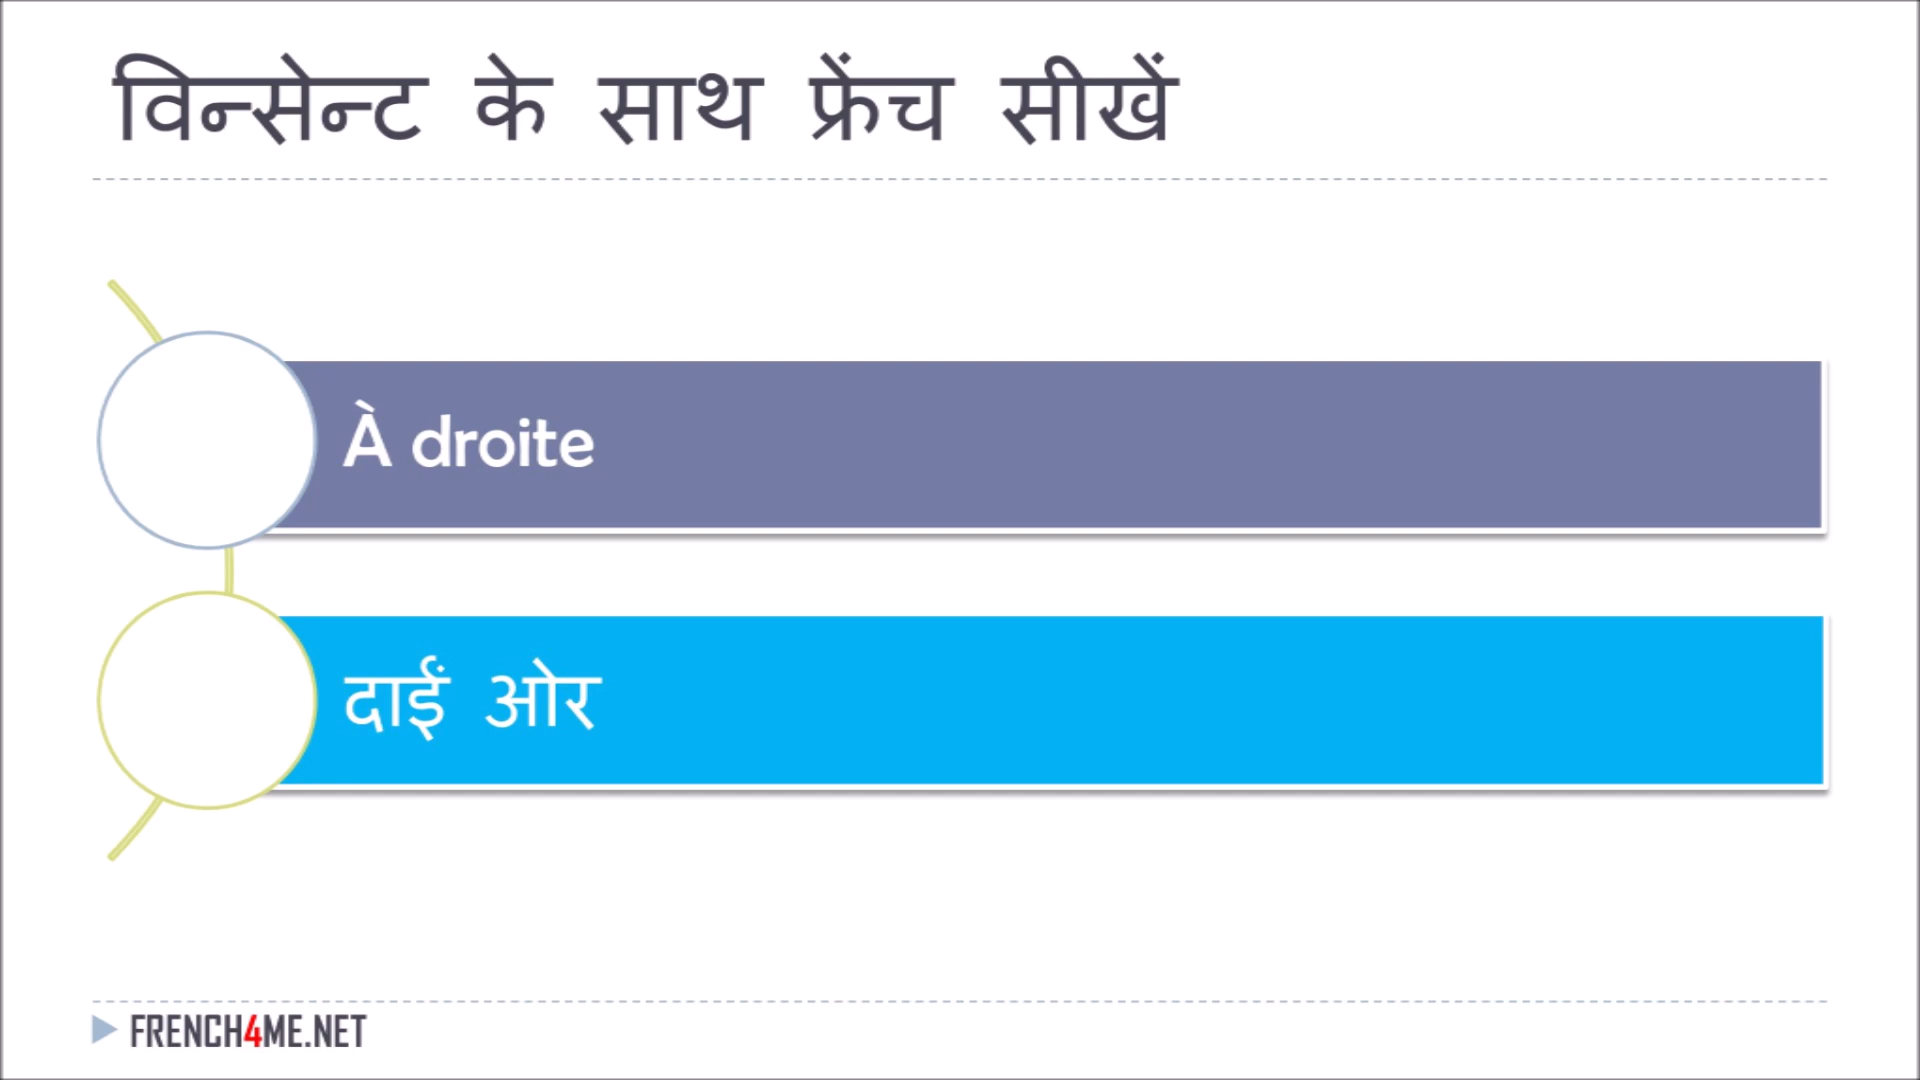 विन्सेन्ट के साथ फ्रेंच सीखें
À droite
दाईं ओर
FRENCH4ME.NET